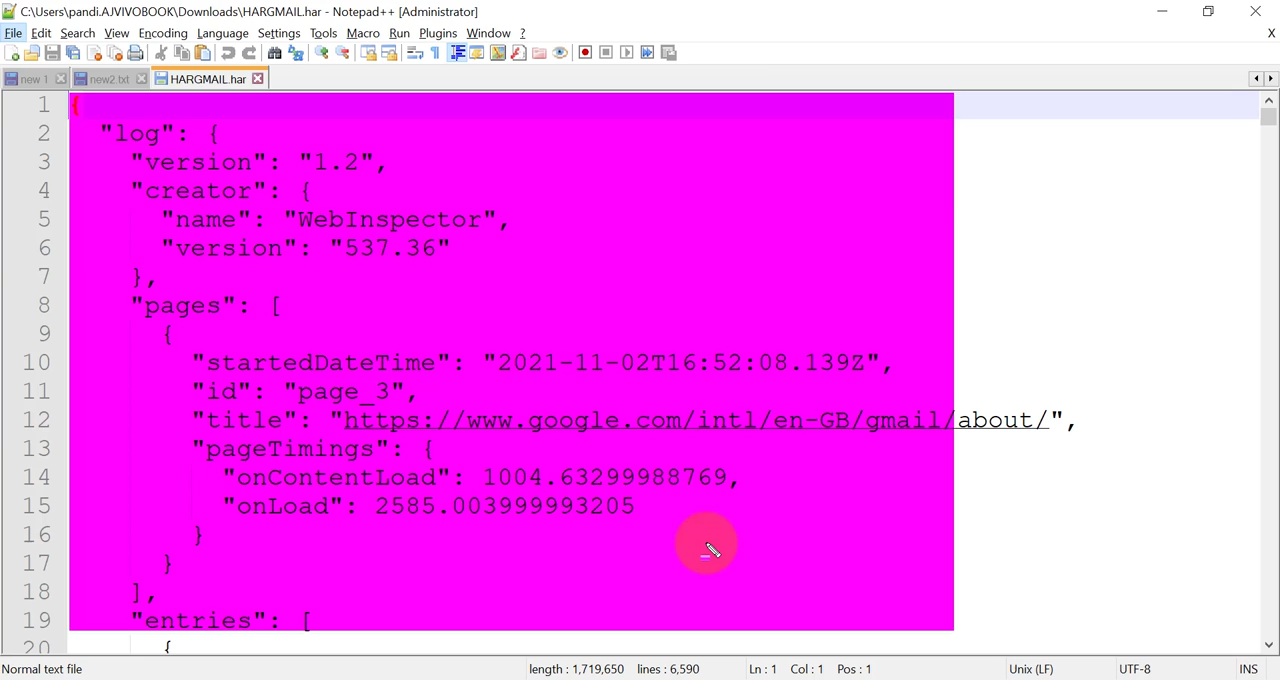 C:\Users\pandi.AJVIVOBOOK\Downloads\HARGMAIL.har - Notepad++ [Administrator]
File Edit Search View Encoding Language Settings Tools Macro Run Plugins Window ? X
new 1 new2.txt HARGMAIL.har
1 {
2 "log": {
3 "version": "1.2",
4 "creator": {
5 "name": "WebInspector",
6 "version": "537.36"
7 },
8 "pages": [
9 {
10 "startedDateTime": "2021-11-02T16:52:08.139Z",
11 "id": "page_3",
12 "title": "https://www.google.com/intl/en-GB/gmail/about/",
13 "pageTimings": {
14 "onContentLoad": 1004.63299988769,
15 "onLoad": 2585.003999993205
16 }
17 }
18 ],
19 "entries": [
20 {
Normal text file length : 1,719,650 lines : 6,590 Ln : 1 Col : 1 Pos : 1 Unix (LF) UTF-8 INS